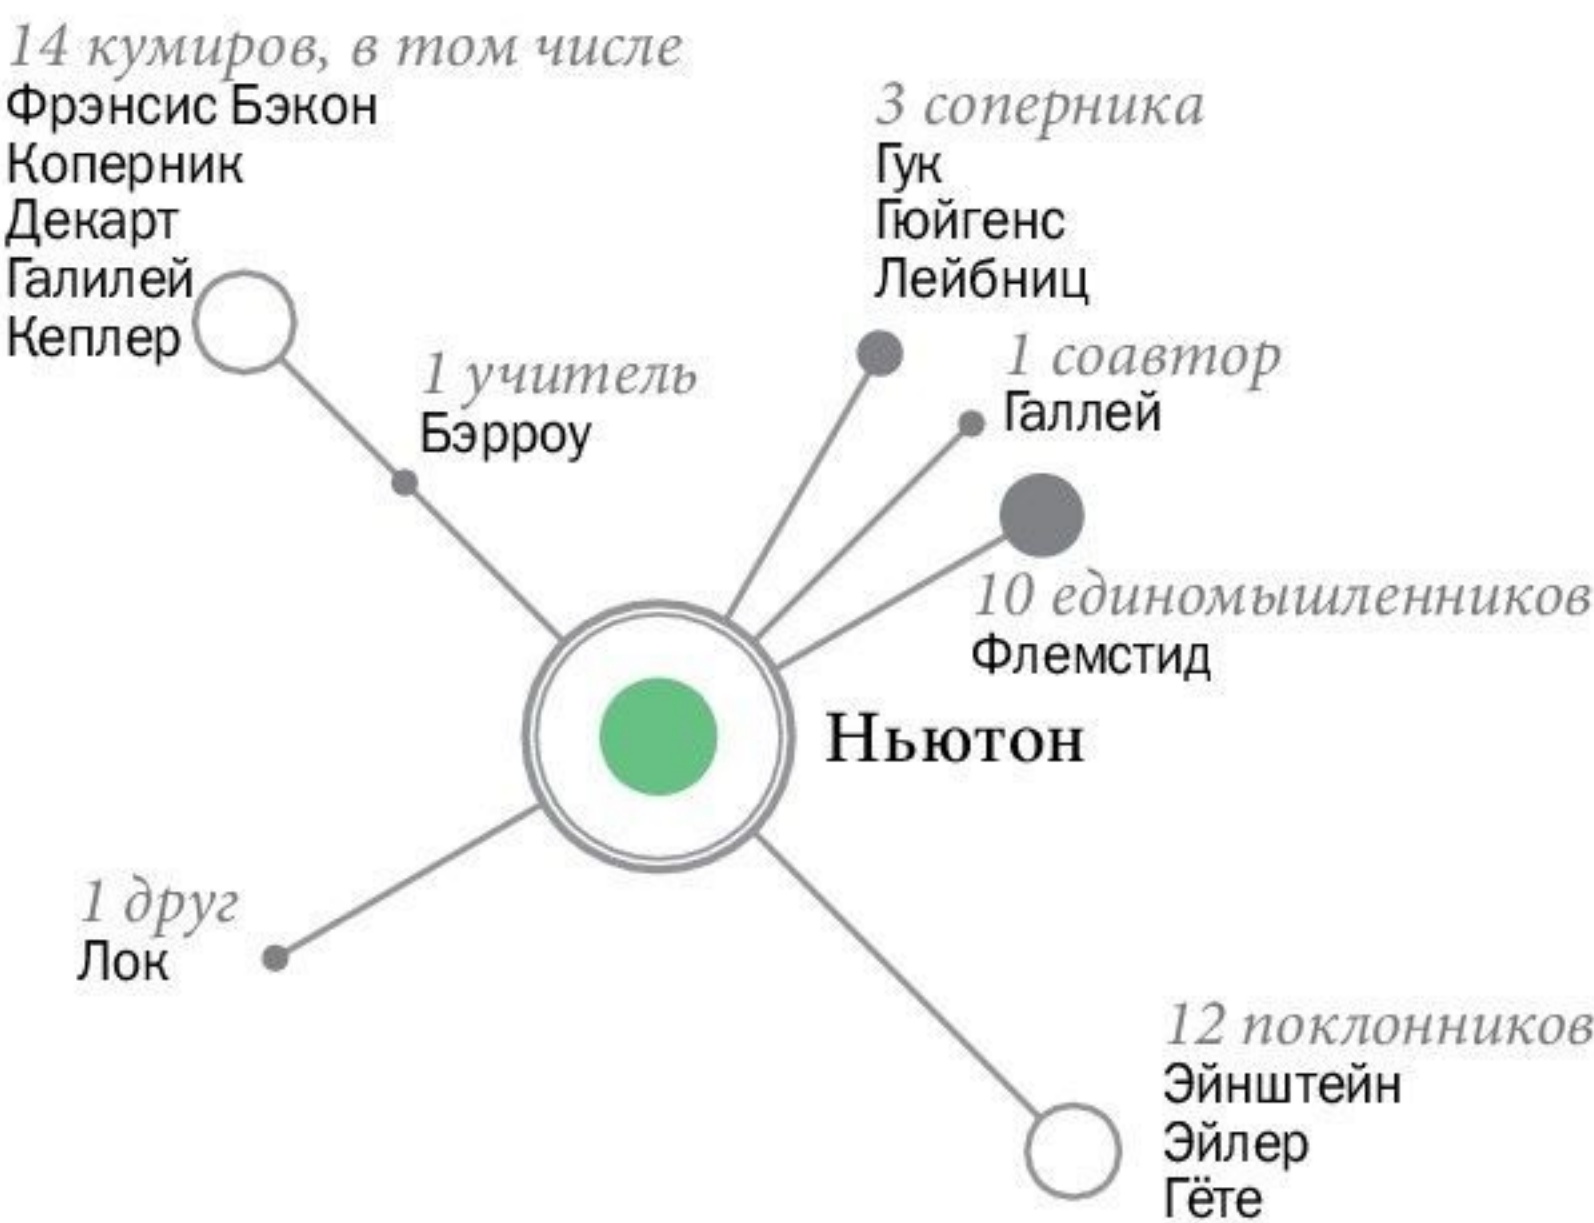 14 кумиров, в том числе
Фрэнсис Бэкон
Коперник
Декарт
Галилей
Кеплер
1 учитель
Бэрроу
3 соперника
Гук
Гюйгенс
Лейбниц
1 соавтор
Галлей
10 единомышленников
Флемстид
Ньютон
1 друг
Лок
12 поклонников
Эйнштейн
Эйлер
Гёте